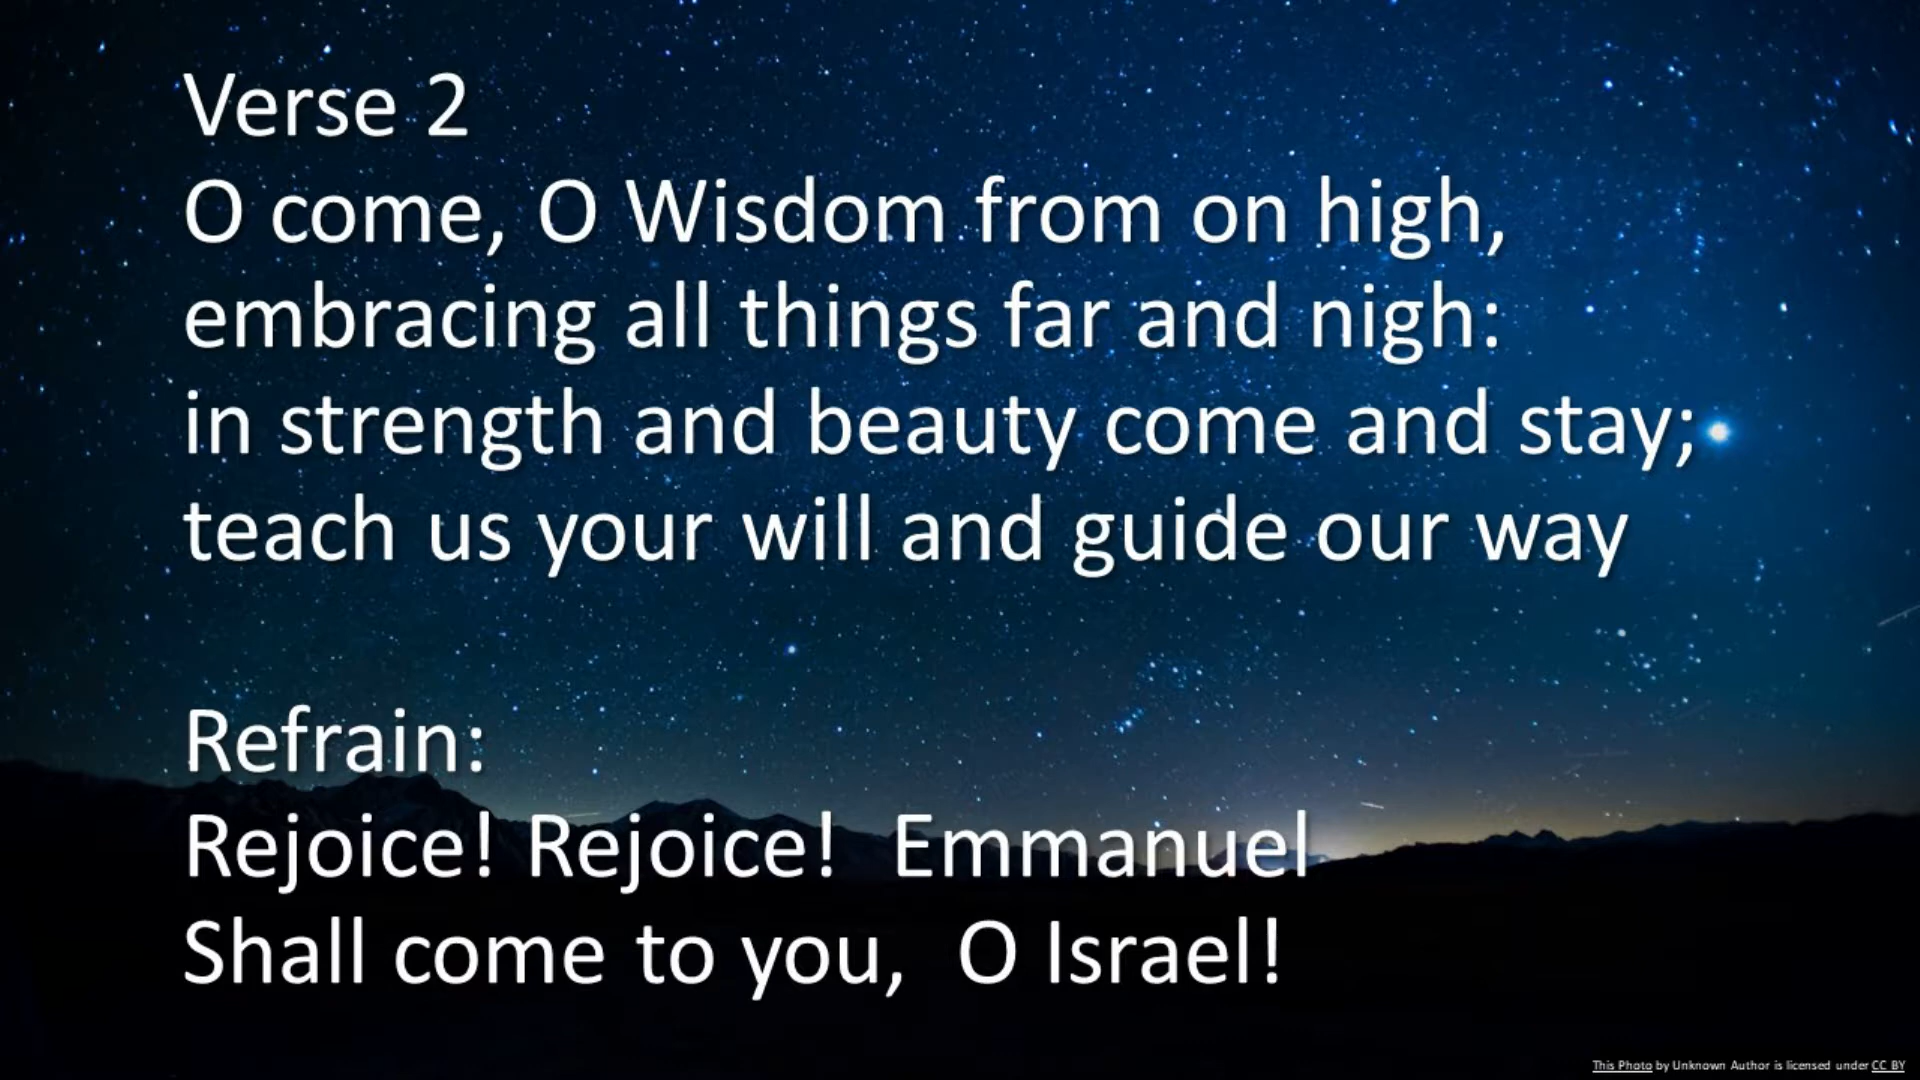 Verse 2
O come, O Wisdom from on high,
embracing all things far and nigh:
in strength and beauty come and stay;
teach us your will and guide our way
Refrain:
Rejoice! Rejoice!  Emmanuel
Shall come to you,  O Israel!
This Photo by Unknown Author is licensed under CC BY